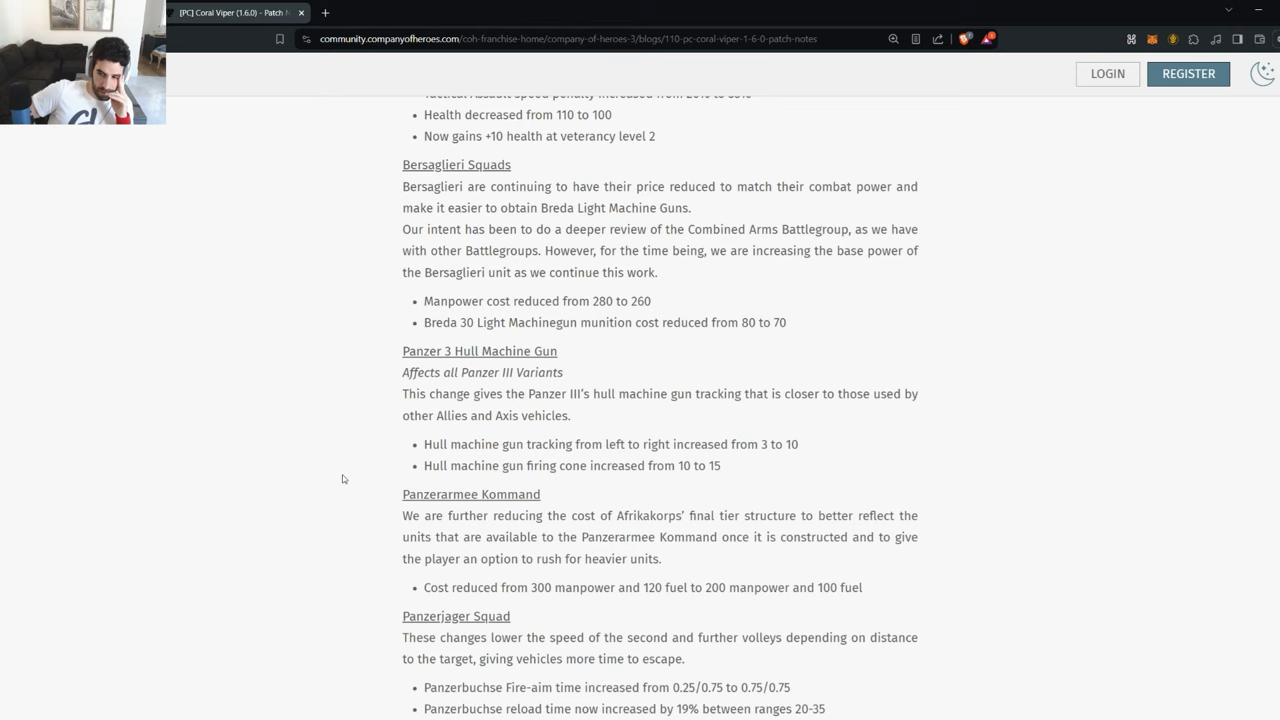 [PC] Coral Viper (1.6.0) - Patch N
community.companyofheroes.com/coh-franchise-home/company-of-heroes-3/blogs/110-pc-coral-viper-1-6-0-patch-notes
LOGIN
REGISTER
Tactical Assault speed penalty increased from
Health decreased from 110 to 100
Now gains +10 health at veterancy level 2
Bersaglieri Squads
Bersaglieri are continuing to have their price reduced to match their combat power and
make it easier to obtain Breda Light Machine Guns.
Our intent has been to do a deeper review of the Combined Arms Battlegroup, as we have
with other Battlegroups. However, for the time being, we are increasing the base power of
the Bersaglieri unit as we continue this work.
Manpower cost reduced from 280 to 260
Breda 30 Light Machinegun munition cost reduced from 80 to 70
Panzer 3 Hull Machine Gun
Affects all Panzer III Variants
This change gives the Panzer III’s hull machine gun tracking that is closer to those used by
other Allies and Axis vehicles.
Hull machine gun tracking from left to right increased from 3 to 10
Hull machine gun firing cone increased from 10 to 15
Panzerarmee Kommand
We are further reducing the cost of Afrikakorps’ final tier structure to better reflect the
units that are available to the Panzerarmee Kommand once it is constructed and to give
the player an option to rush for heavier units.
Cost reduced from 300 manpower and 120 fuel to 200 manpower and 100 fuel
Panzerjager Squad
These changes lower the speed of the second and further volleys depending on distance
to the target, giving vehicles more time to escape.
Panzerbuchse Fire-aim time increased from 0.25/0.75 to 0.75/0.75
Panzerbuchse reload time now increased by 19% between ranges 20-35